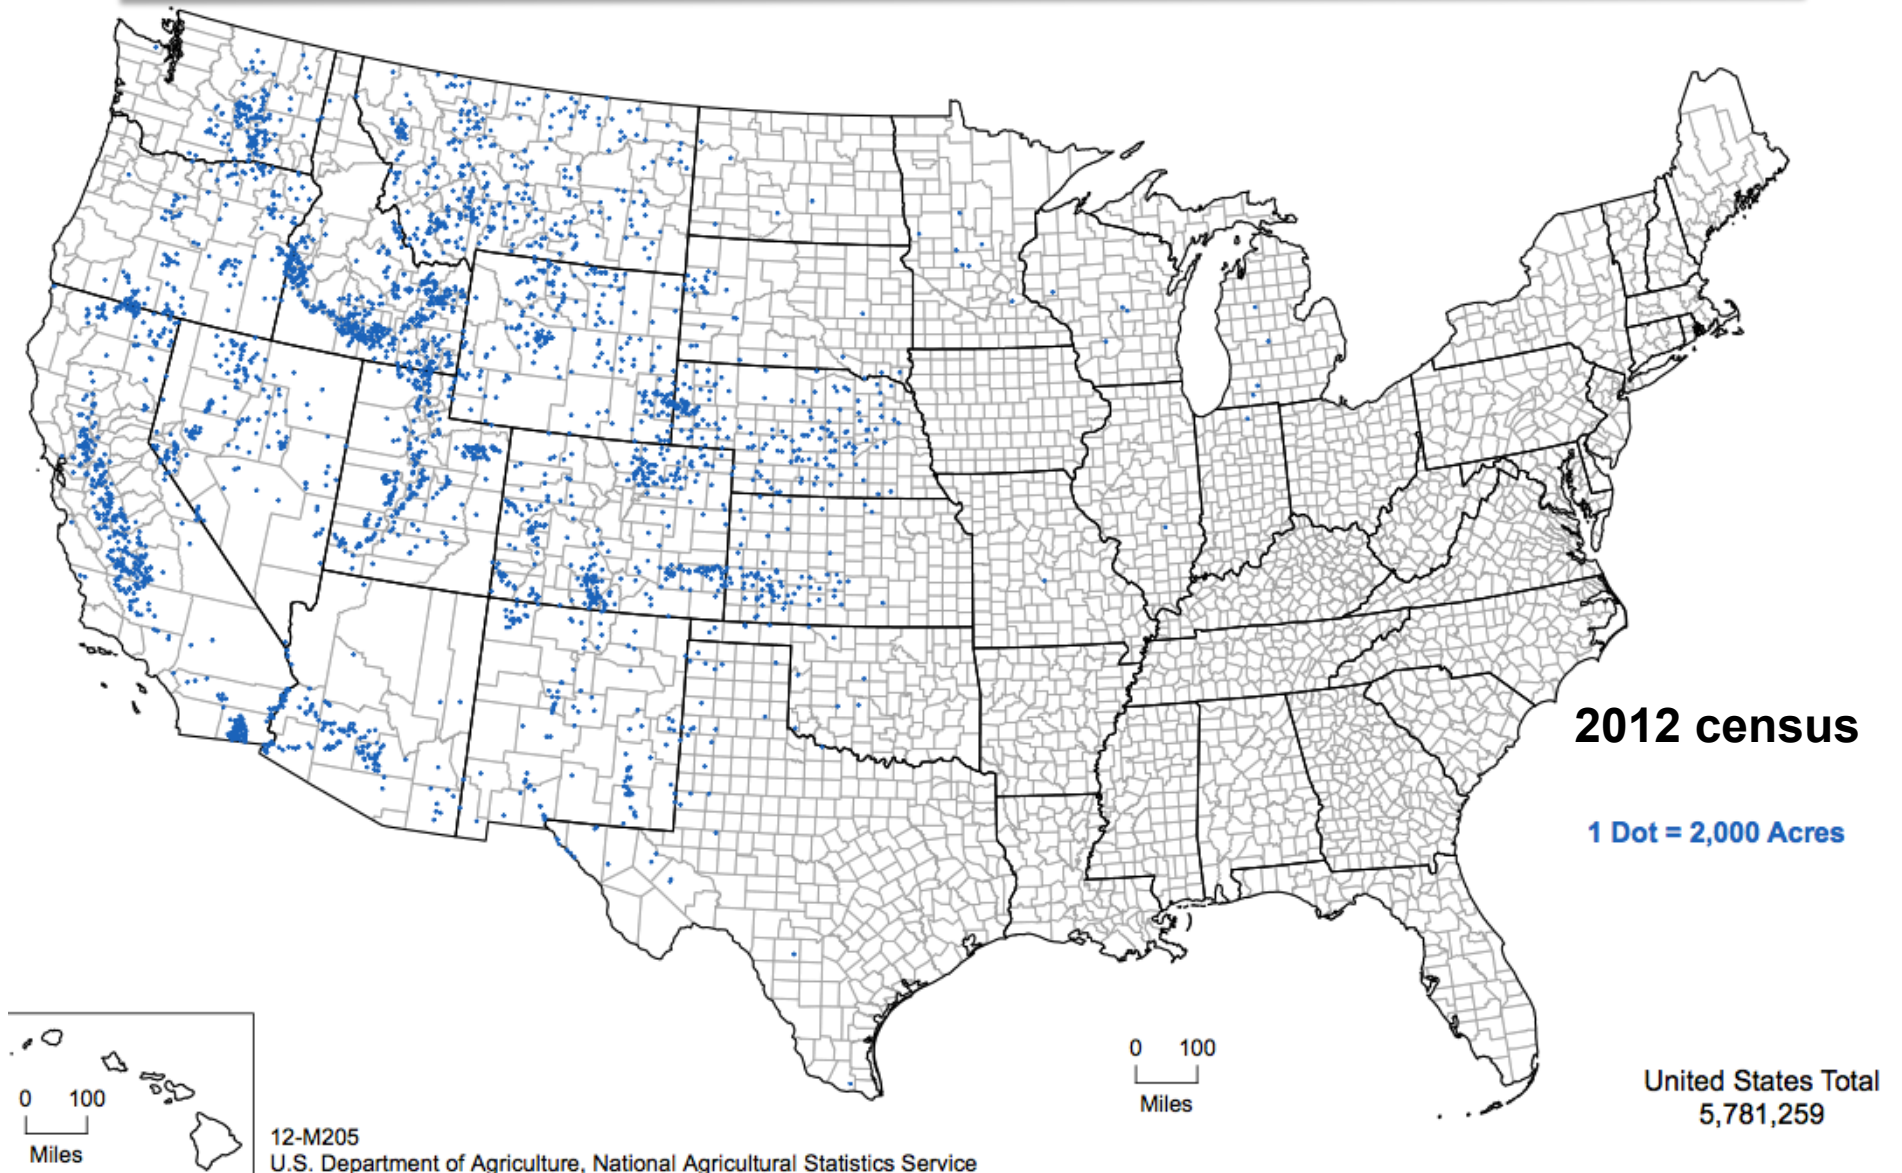 2012 census
1 Dot = 2,000 Acres
0 100
Miles
0 100
Miles
United States Total
5,781,259
12-M205
U.S. Department of Agriculture, National Agricultural Statistics Service